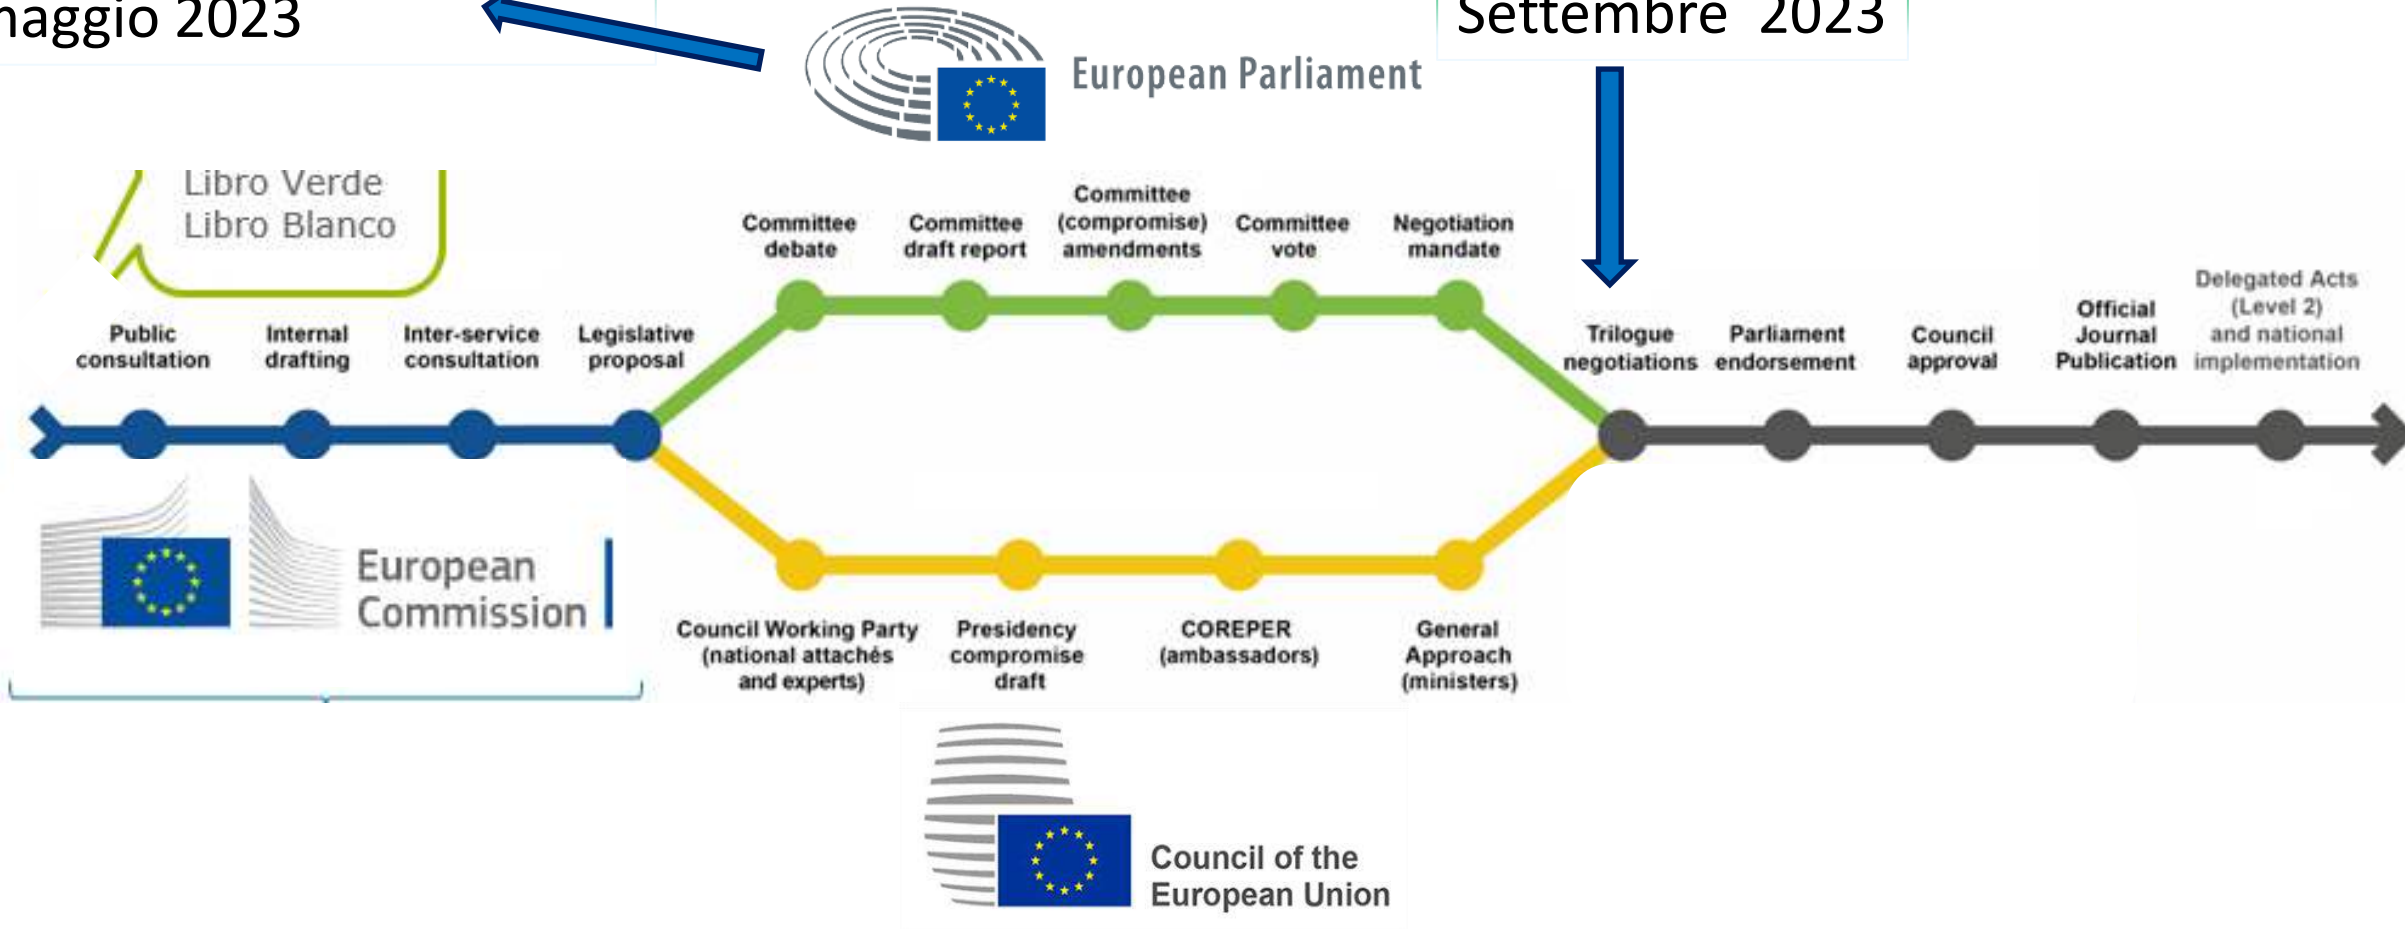 maggio 2023
Settembre 2023
European Parliament
Libro Verde
Libro Blanco
Committee
debate
Committee
draft report
Committee
(compromise)
amendments
Committee
vote
Negotiation
mandate
Public
consultation
Internal
drafting
Inter-service
consultation
Legislative
proposal
Trilogue
negotiations
Parliament
endorsement
Council
approval
Official
Journal
Publication
Delegated Acts
(Level 2)
and national
implementation
European
Commission
Council Working Party
(national attachés
and experts)
Presidency
compromise
draft
COREPER
(ambassadors)
General
Approach
(ministers)
Council of the
European Union